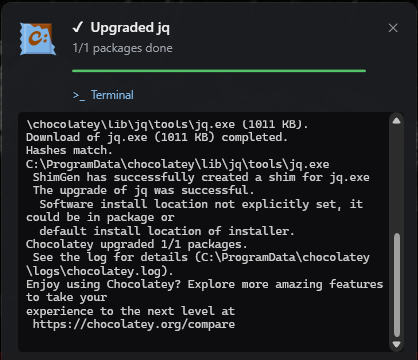 ✓ Upgraded jq
1/1 packages done
>_ Terminal
\chocolatey\lib\jq\tools\jq.exe (1011 KB).
Download of jq.exe (1011 KB) completed.
Hashes match.
C:\ProgramData\chocolatey\lib\jq\tools\jq.exe
 ShimGen has successfully created a shim for jq.exe
 The upgrade of jq was successful.
  Software install location not explicitly set, it
could be in package or
  default install location of installer.
Chocolatey upgraded 1/1 packages.
 See the log for details (C:\ProgramData\chocolatey
\logs\chocolatey.log).
Enjoy using Chocolatey? Explore more amazing features
to take your
experience to the next level at
 https://chocolatey.org/compare